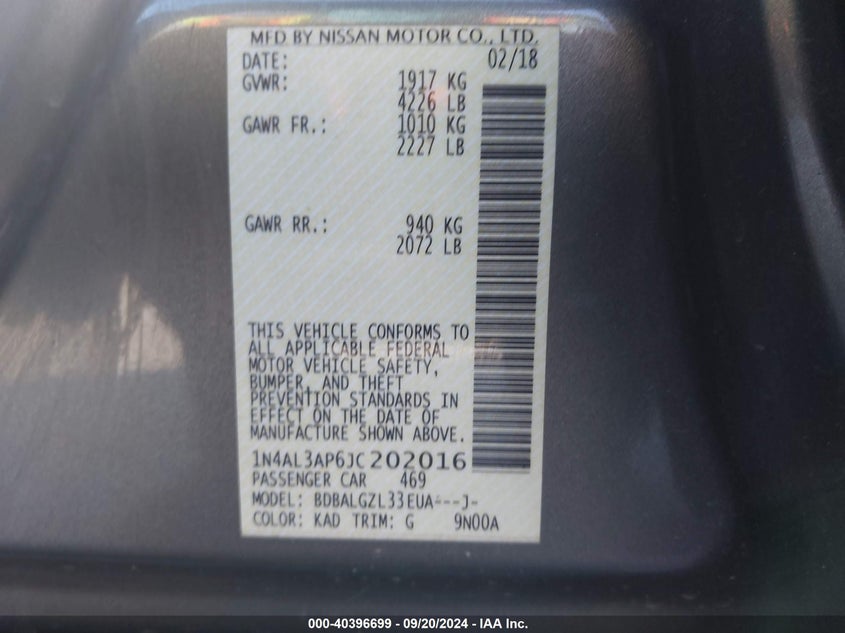 MFD BY NISSAN MOTOR CO., LTD.
DATE: 02/18
GVWR: 1917 KG
4226 LB
GAWR FR.: 1010 KG
2227 LB
GAWR RR.: 940 KG
2072 LB
THIS VEHICLE CONFORMS TO
ALL APPLICABLE FEDERAL
MOTOR VEHICLE SAFETY,
BUMPER, AND THEFT
PREVENTION STANDARDS IN
EFFECT ON THE DATE OF
MANUFACTURE SHOWN ABOVE.
1N4AL3AP6JC202016
PASSENGER CAR 469
MODEL: BDBALGZL33EUA---J-
COLOR: KAD TRIM: G 9N00A
000-40396699 - 09/20/2024 - IAA Inc.